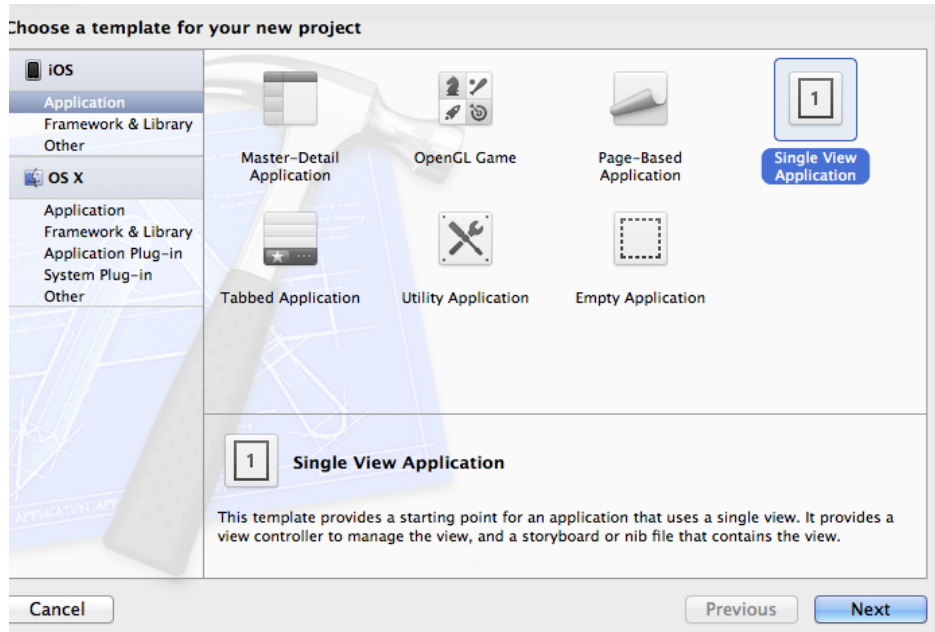 Choose a template for your new project
iOS
Application
Framework & Library
Other
OS X
Application
Framework & Library
Application Plug-in
System Plug-in
Other
Master-Detail
Application
OpenGL Game
Page-Based
Application
1
Single View
Application
Tabbed Application
Utility Application
Empty Application
1
Single View Application
This template provides a starting point for an application that uses a single view. It provides a
view controller to manage the view, and a storyboard or nib file that contains the view.
Cancel
Previous
Next